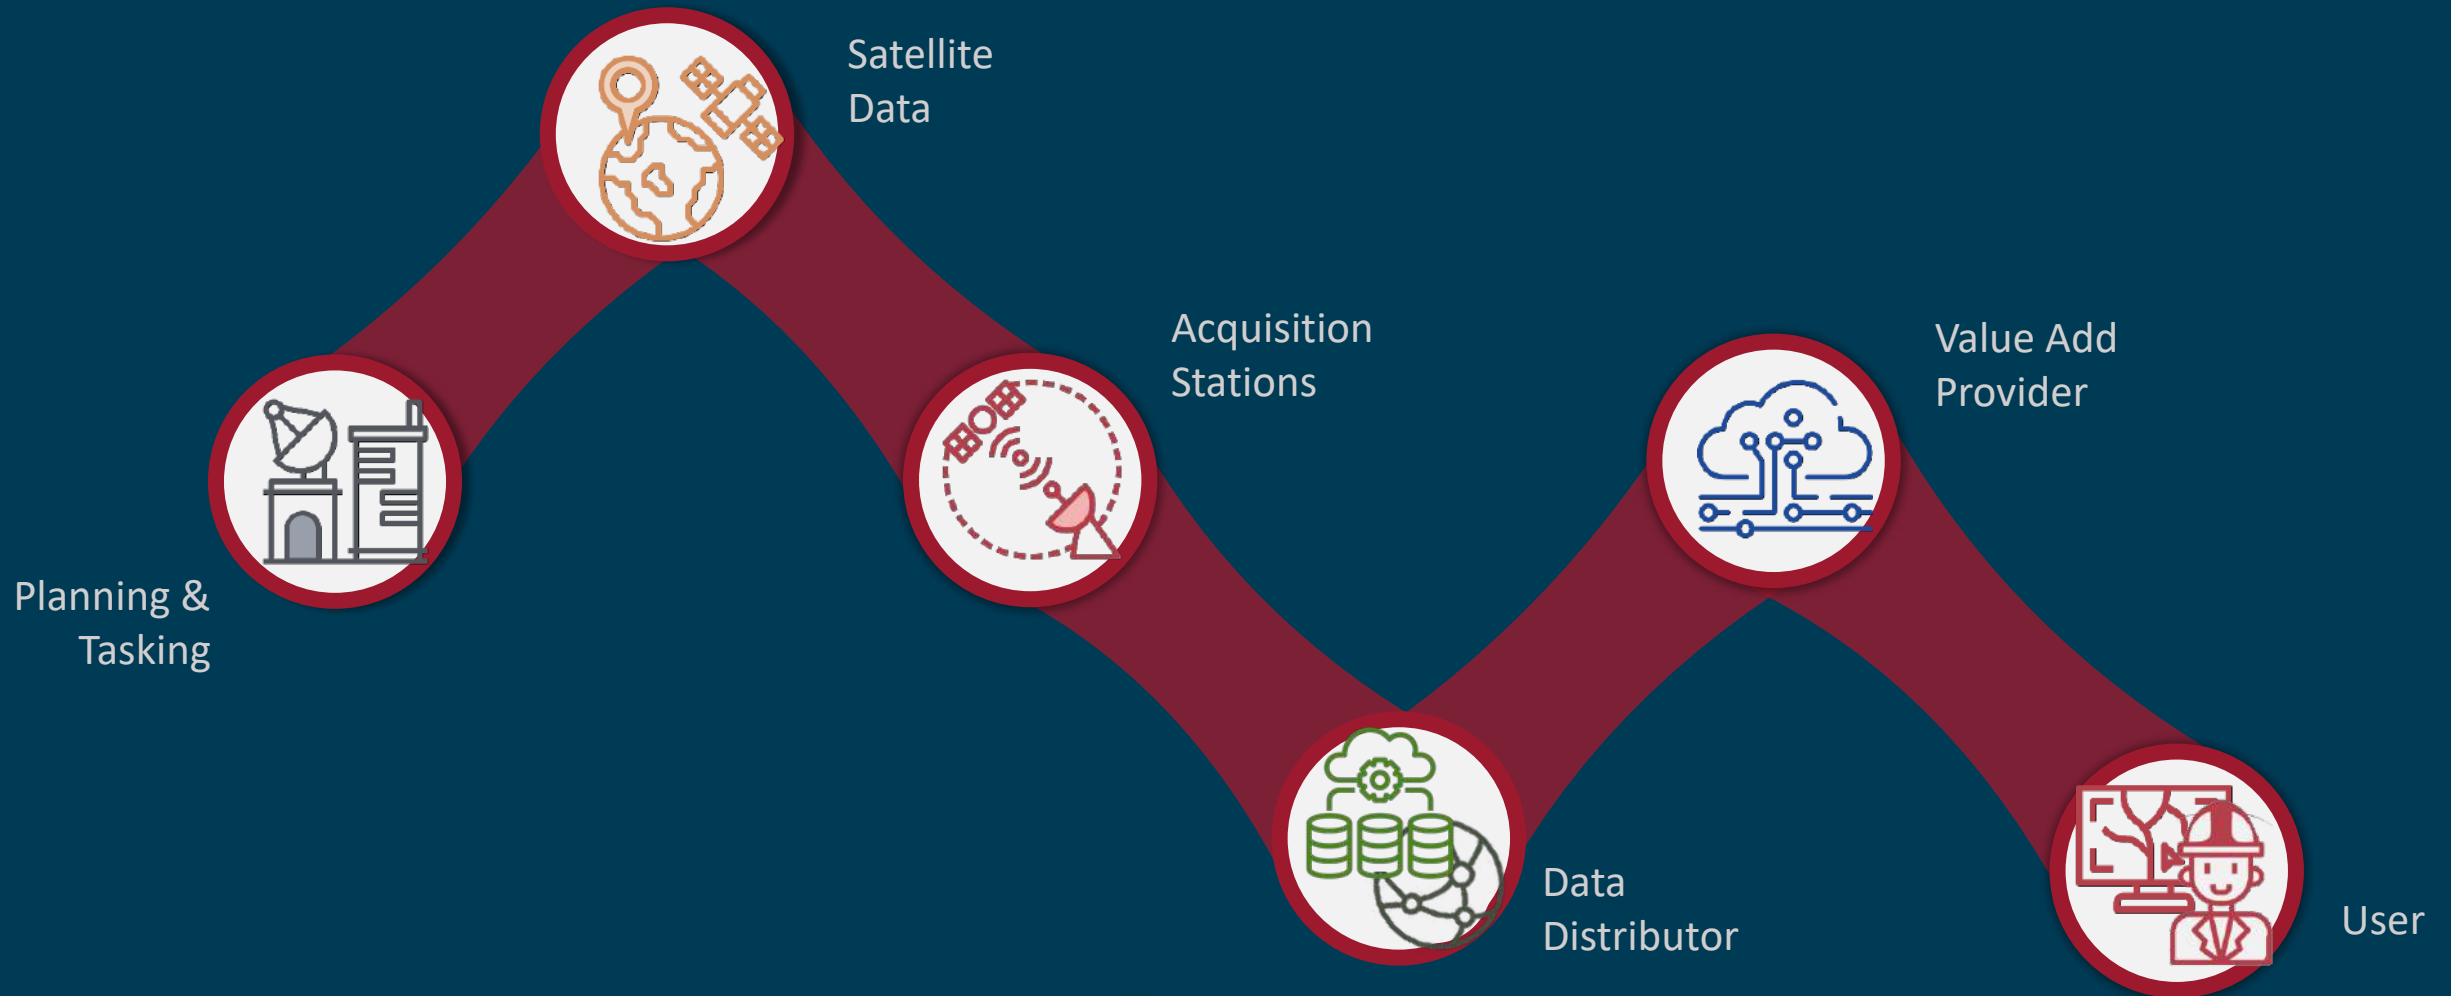 Satellite
Data
Acquisition
Stations
Value Add
Provider
Planning &
Tasking
Data
Distributor
User